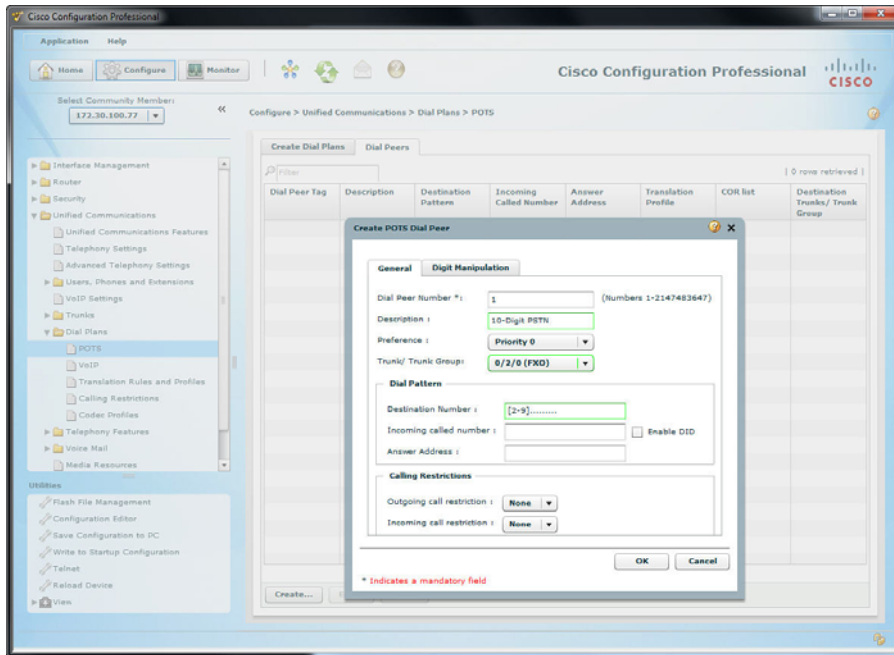 Cisco Configuration Professional
Application Help
Home Configure Monitor
Cisco Configuration Professional
CISCO
Select Community Member:
172.30.100.77
«
Configure > Unified Communications > Dial Plans > POTS
Interface Management
Router
Security
Unified Communications
Unified Communications Features
Telephony Settings
Advanced Telephony Settings
Users, Phones and Extensions
VoIP Settings
Trunks
Dial Plans
POTS
VoIP
Translation Rules and Profiles
Calling Restrictions
Codec Profiles
Telephony Features
Voice Mail
Media Resources
Utilities
Flash File Management
Configuration Editor
Save Configuration to PC
Write to Startup Configuration
Telnet
Reload Device
View
Create Dial Plans Dial Peers
Filter | 0 rows retrieved |
Dial Peer Tag
Description
Destination Pattern
Incoming Called Number
Answer Address
Translation Profile
COR list
Destination Trunks/ Trunk Group
Create POTS Dial Peer
General Digit Manipulation
Dial Peer Number *: 1 (Numbers 1-2147483647)
Description : 10-Digit PSTN
Preference : Priority 0
Trunk/ Trunk Group: 0/2/0 (FXO)
Dial Pattern
Destination Number : [2-9].........
Incoming called number : Enable DID
Answer Address :
Calling Restrictions
Outgoing call restriction : None
Incoming call restriction : None
OK Cancel
* Indicates a mandatory field
Create...